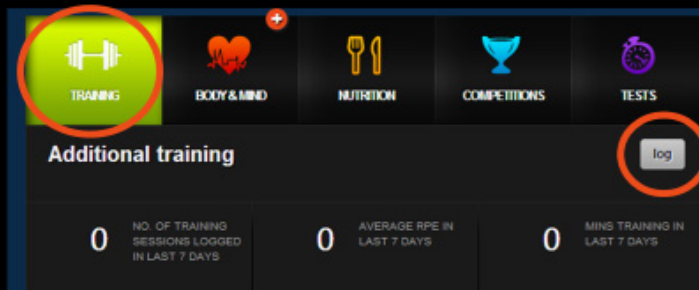 TRAINING
BODY & MIND
NUTRITION
COMPETITIONS
TESTS
Additional training
log
0
NO. OF TRAINING
SESSIONS LOGGED
IN LAST 7 DAYS
0
AVERAGE RPE IN
LAST 7 DAYS
0
MINS TRAINING IN
LAST 7 DAYS